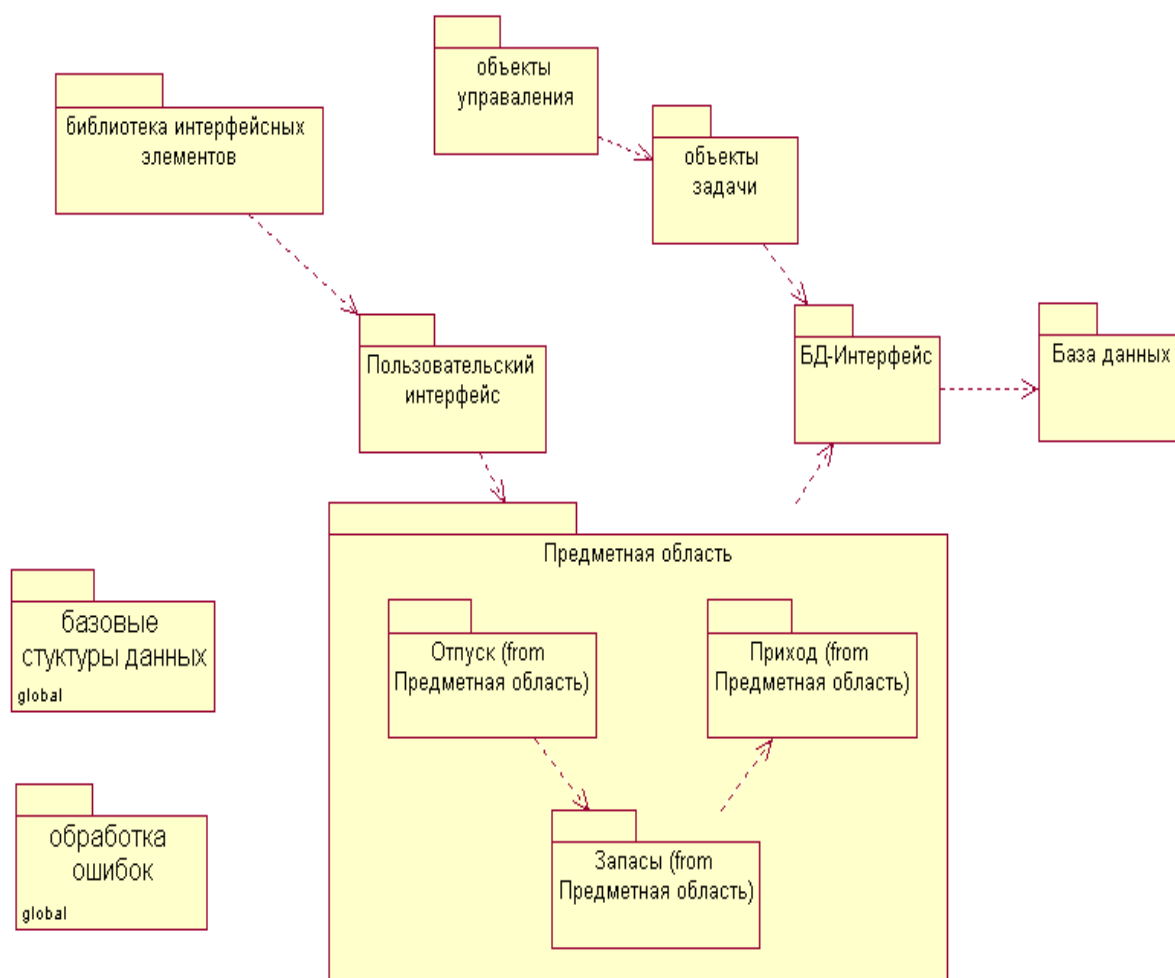 объекты
управаления
библиотека интерфейсных
элементов
объекты
задачи
Пользовательский
интерфейс
БД-Интерфейс
База данных
Предметная область
базовые
стуктуры данных
global
Отпуск (from
Предметная область)
Приход (from
Предметная область)
обработка
ошибок
global
Запасы (from
Предметная область)